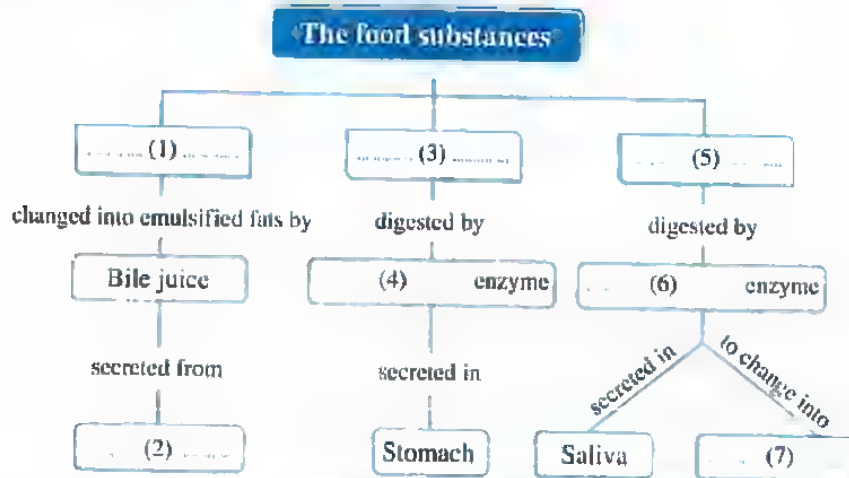 The food substances
(1)
(3)
(5)
changed into emulsified fats by
digested by
digested by
Bile juice
(4) enzyme
(6) enzyme
secreted from
secreted in
secreted in
to change into
(2)
Stomach
Saliva
(7)